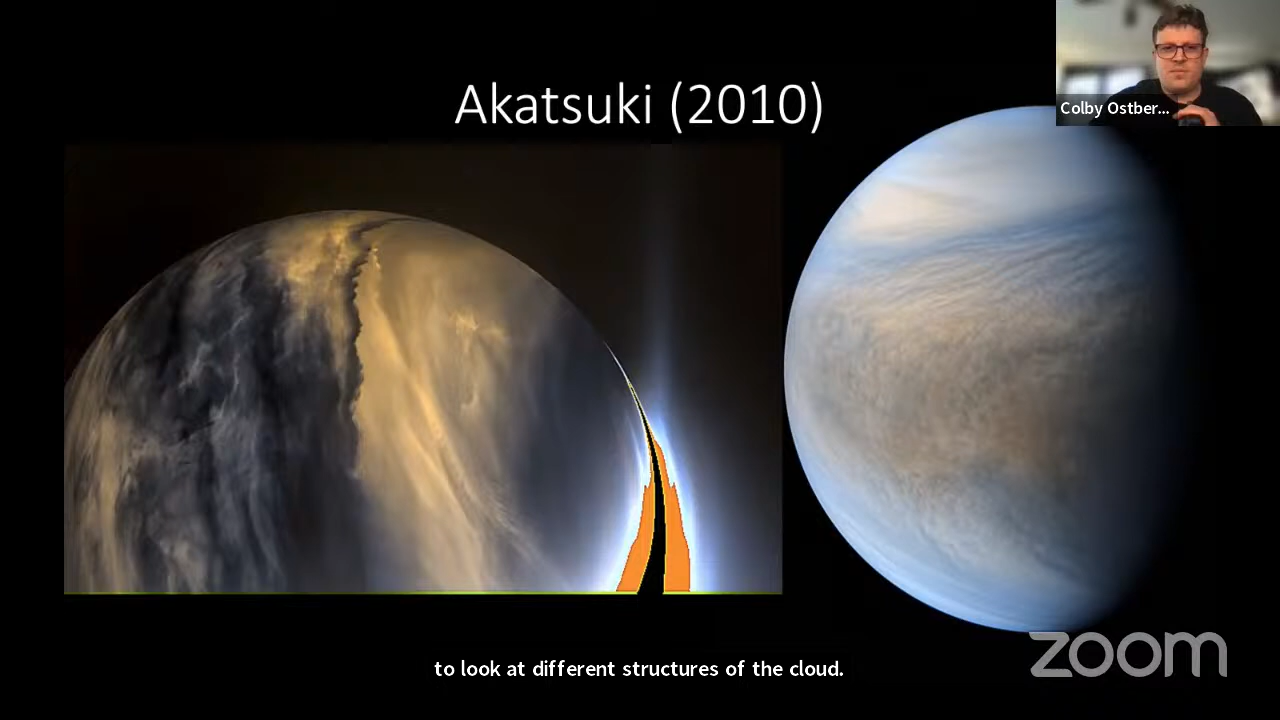 Akatsuki (2010)
Colby Ostber...
to look at different structures of the cloud.
zoom